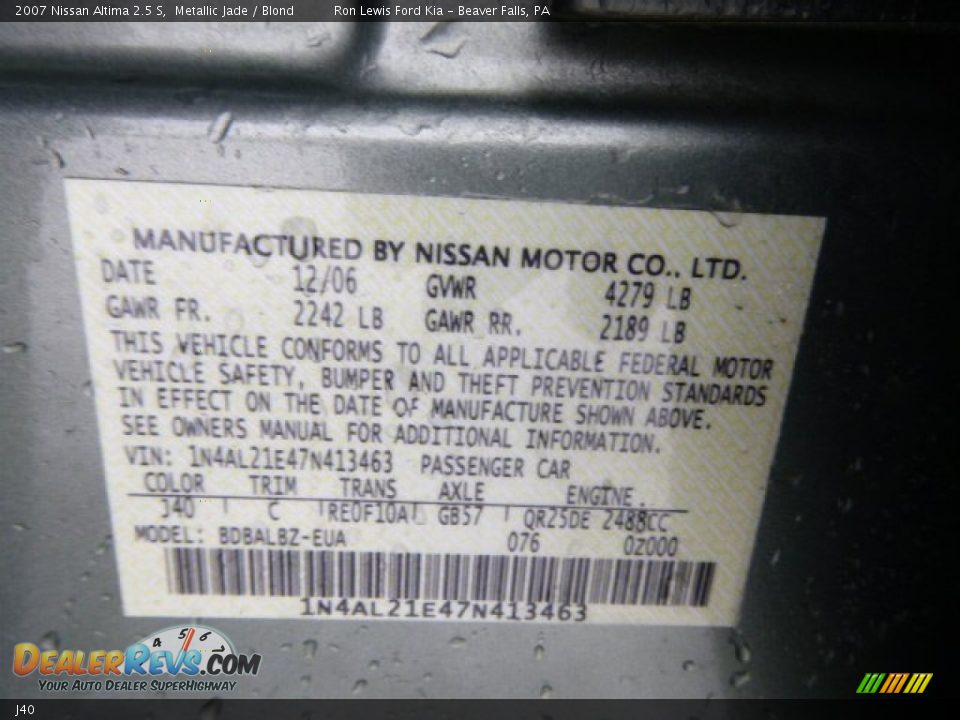 2007 Nissan Altima 2.5 S,  Metallic Jade / Blond    Ron Lewis Ford Kia - Beaver Falls, PA
MANUFACTURED BY NISSAN MOTOR CO., LTD.
DATE 12/06 GVWR 4279 LB
GAWR FR. 2242 LB GAWR RR. 2189 LB
THIS VEHICLE CONFORMS TO ALL APPLICABLE FEDERAL MOTOR
VEHICLE SAFETY, BUMPER AND THEFT PREVENTION STANDARDS
IN EFFECT ON THE DATE OF MANUFACTURE SHOWN ABOVE.
SEE OWNERS MANUAL FOR ADDITIONAL INFORMATION.
VIN: 1N4AL21E47N413463 PASSENGER CAR
COLOR TRIM TRANS AXLE ENGINE
J40 C RE0F10A GB57 QR25DE 2488CC
MODEL: BDBALBZ-EUA 076 0Z000
1N4AL21E47N413463
4 5 6
DEALERREVS.COM
YOUR AUTO DEALER SUPERHIGHWAY
J40